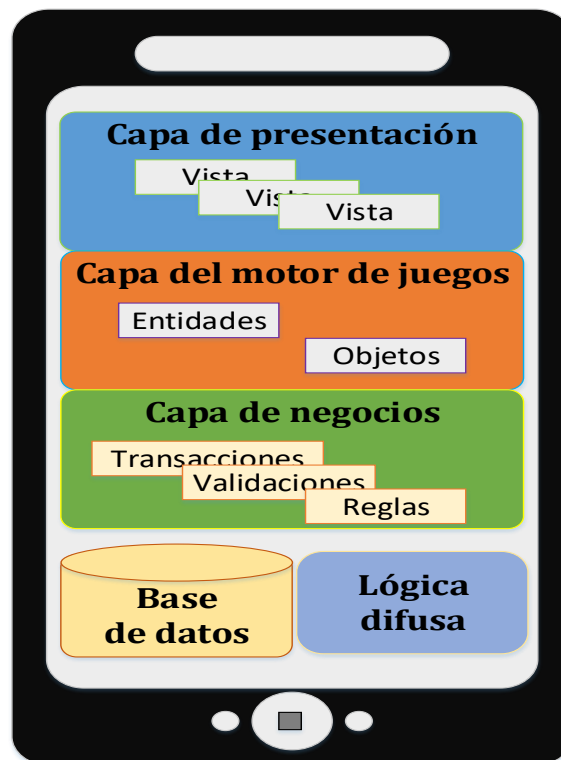 Capa de presentación
Vista
Vista
Vista
Capa del motor de juegos
Entidades
Objetos
Capa de negocios
Transacciones
Validaciones
Reglas
Base
de datos
Lógica
difusa